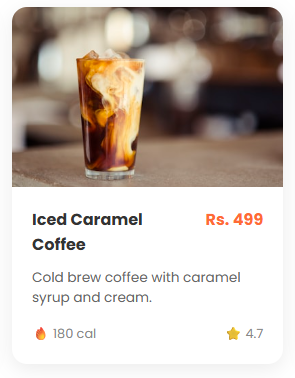 Iced Caramel Rs. 499
Coffee
Cold brew coffee with caramel
syrup and cream.
🔥 180 cal ⭐ 4.7